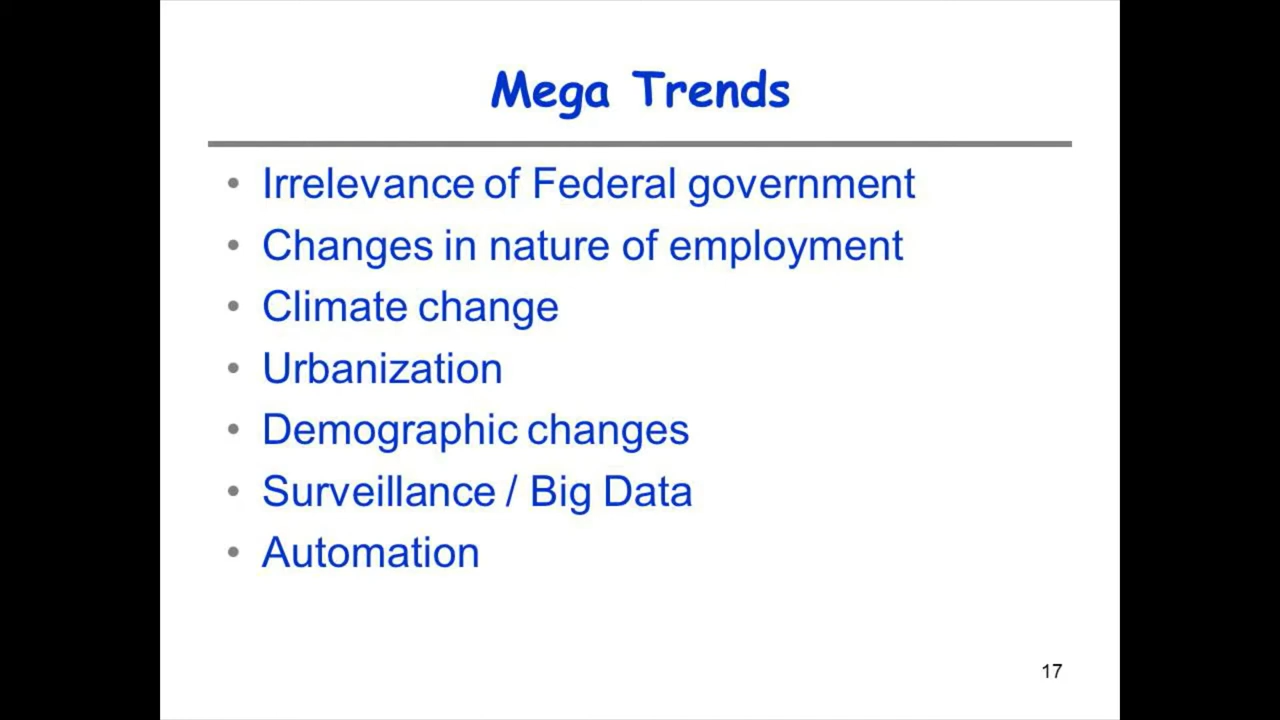 Mega Trends
• Irrelevance of Federal government
• Changes in nature of employment
• Climate change
• Urbanization
• Demographic changes
• Surveillance / Big Data
• Automation
17